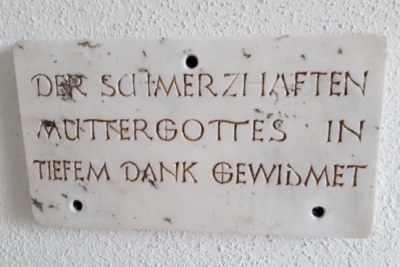 DER SCHMERZHAFTEN
MUTTERGOTTES IN
TIEFEM DANK GEWIDMET